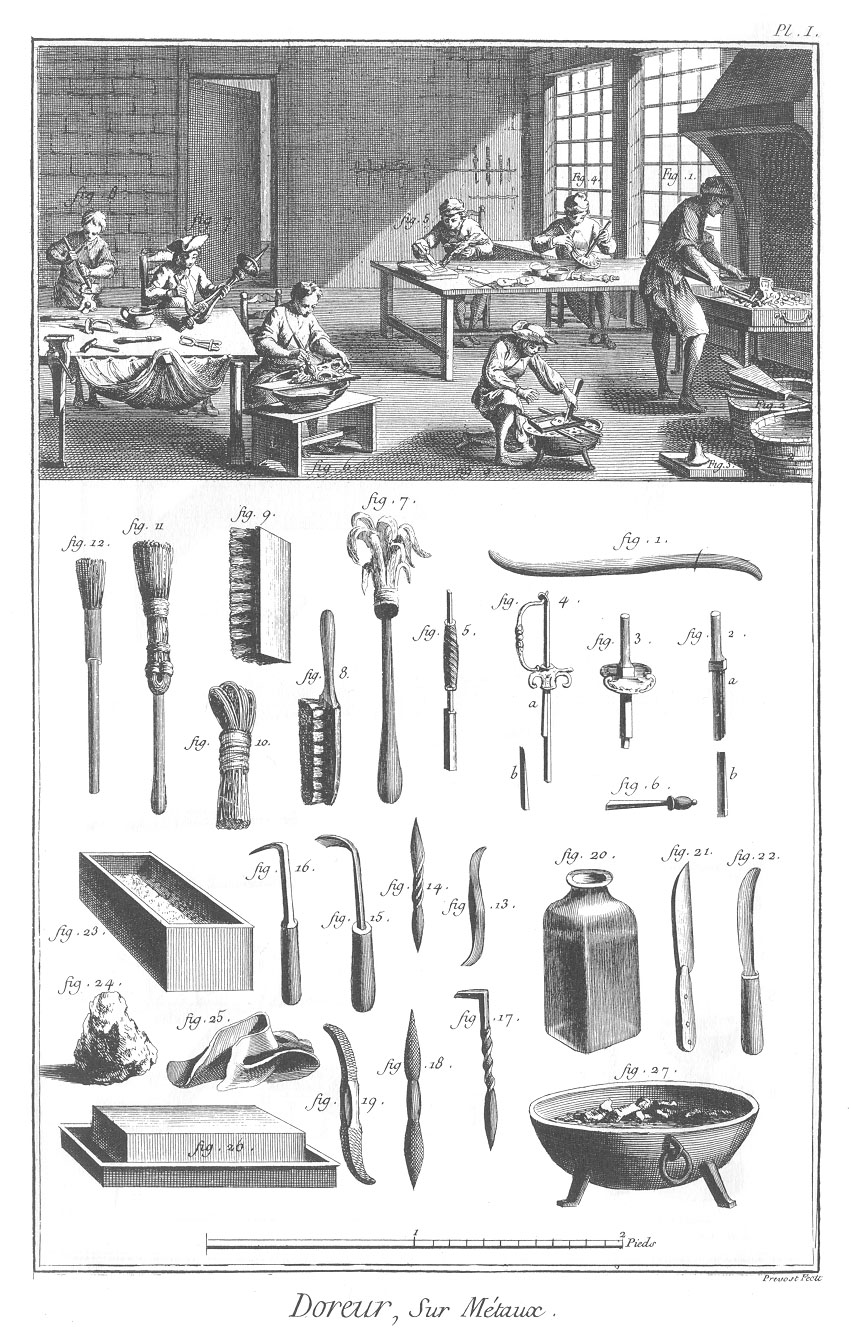 Pl. I.
fig. 8.
fig. 7.
fig. 5.
Fig. 4.
Fig. 1.
Fig. 2.
fig. 6.
Fig. 3.
fig. 12.
fig. 11
fig. 9.
fig. 7.
fig. 1.
fig. 5.
fig. 4.
fig. 3.
fig. 2.
a
a
fig. 8.
fig. 10.
b
fig. 6.
b
fig. 16.
fig. 15.
fig. 14.
fig. 13.
fig. 20.
fig. 21.
fig. 22.
fig. 23.
fig. 24.
fig. 25.
fig. 17.
fig. 18.
fig. 19.
fig. 26.
fig. 27.
1
2
Pieds
Prevost Fecit
Doreur, Sur Métaux.